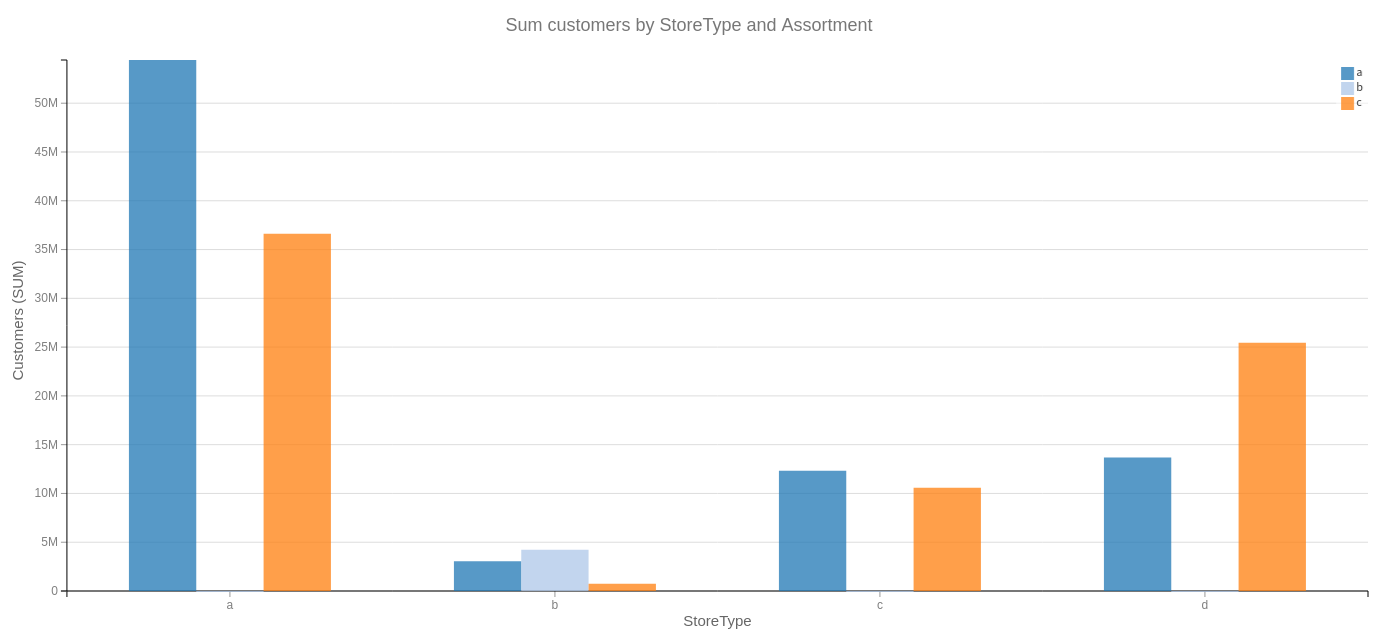 Sum customers by StoreType and Assortment
a
b
c
50M
45M
40M
35M
30M
25M
20M
15M
10M
5M
0
Customers (SUM)
a b c d
StoreType